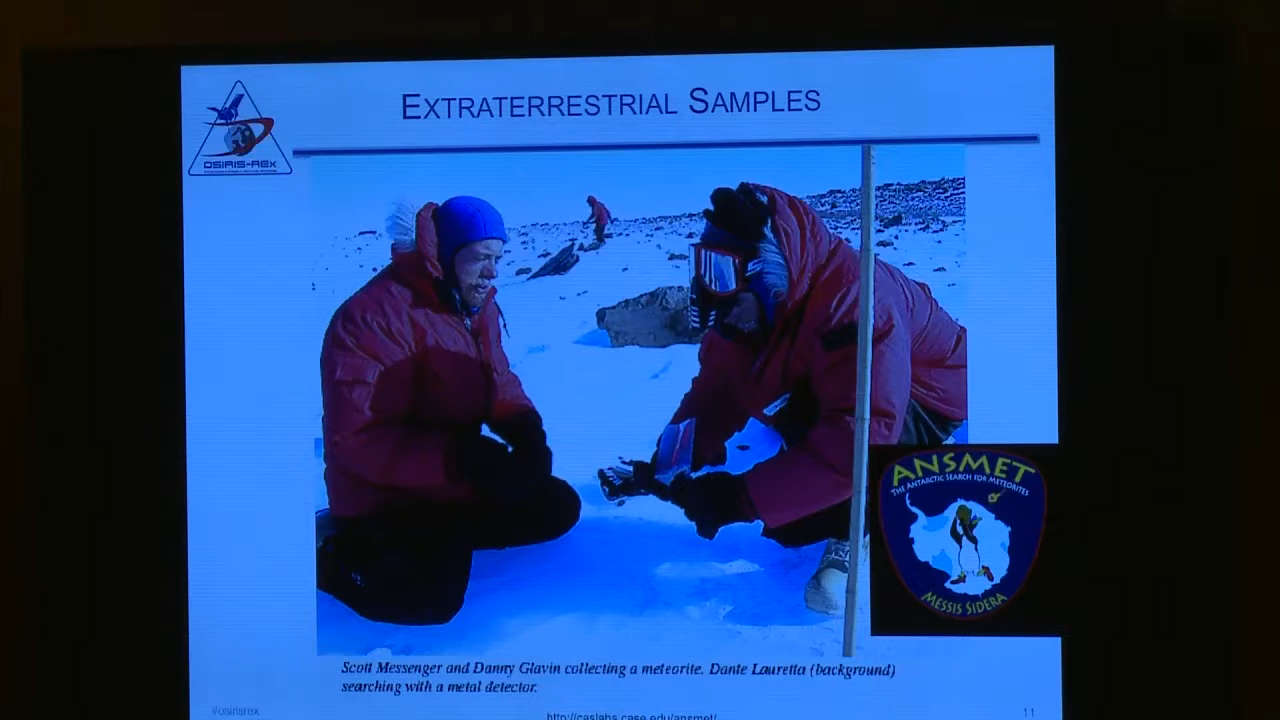 EXTRATERRESTRIAL SAMPLES
OSIRIS-REx
ANSMET
THE ANTARCTIC SEARCH FOR METEORITES
MESSIS SIDERA
Scott Messenger and Danny Glavin collecting a meteorite. Dante Lauretta (background)
searching with a metal detector.
#osirisrex
http://caslabs.case.edu/ansmet/
11